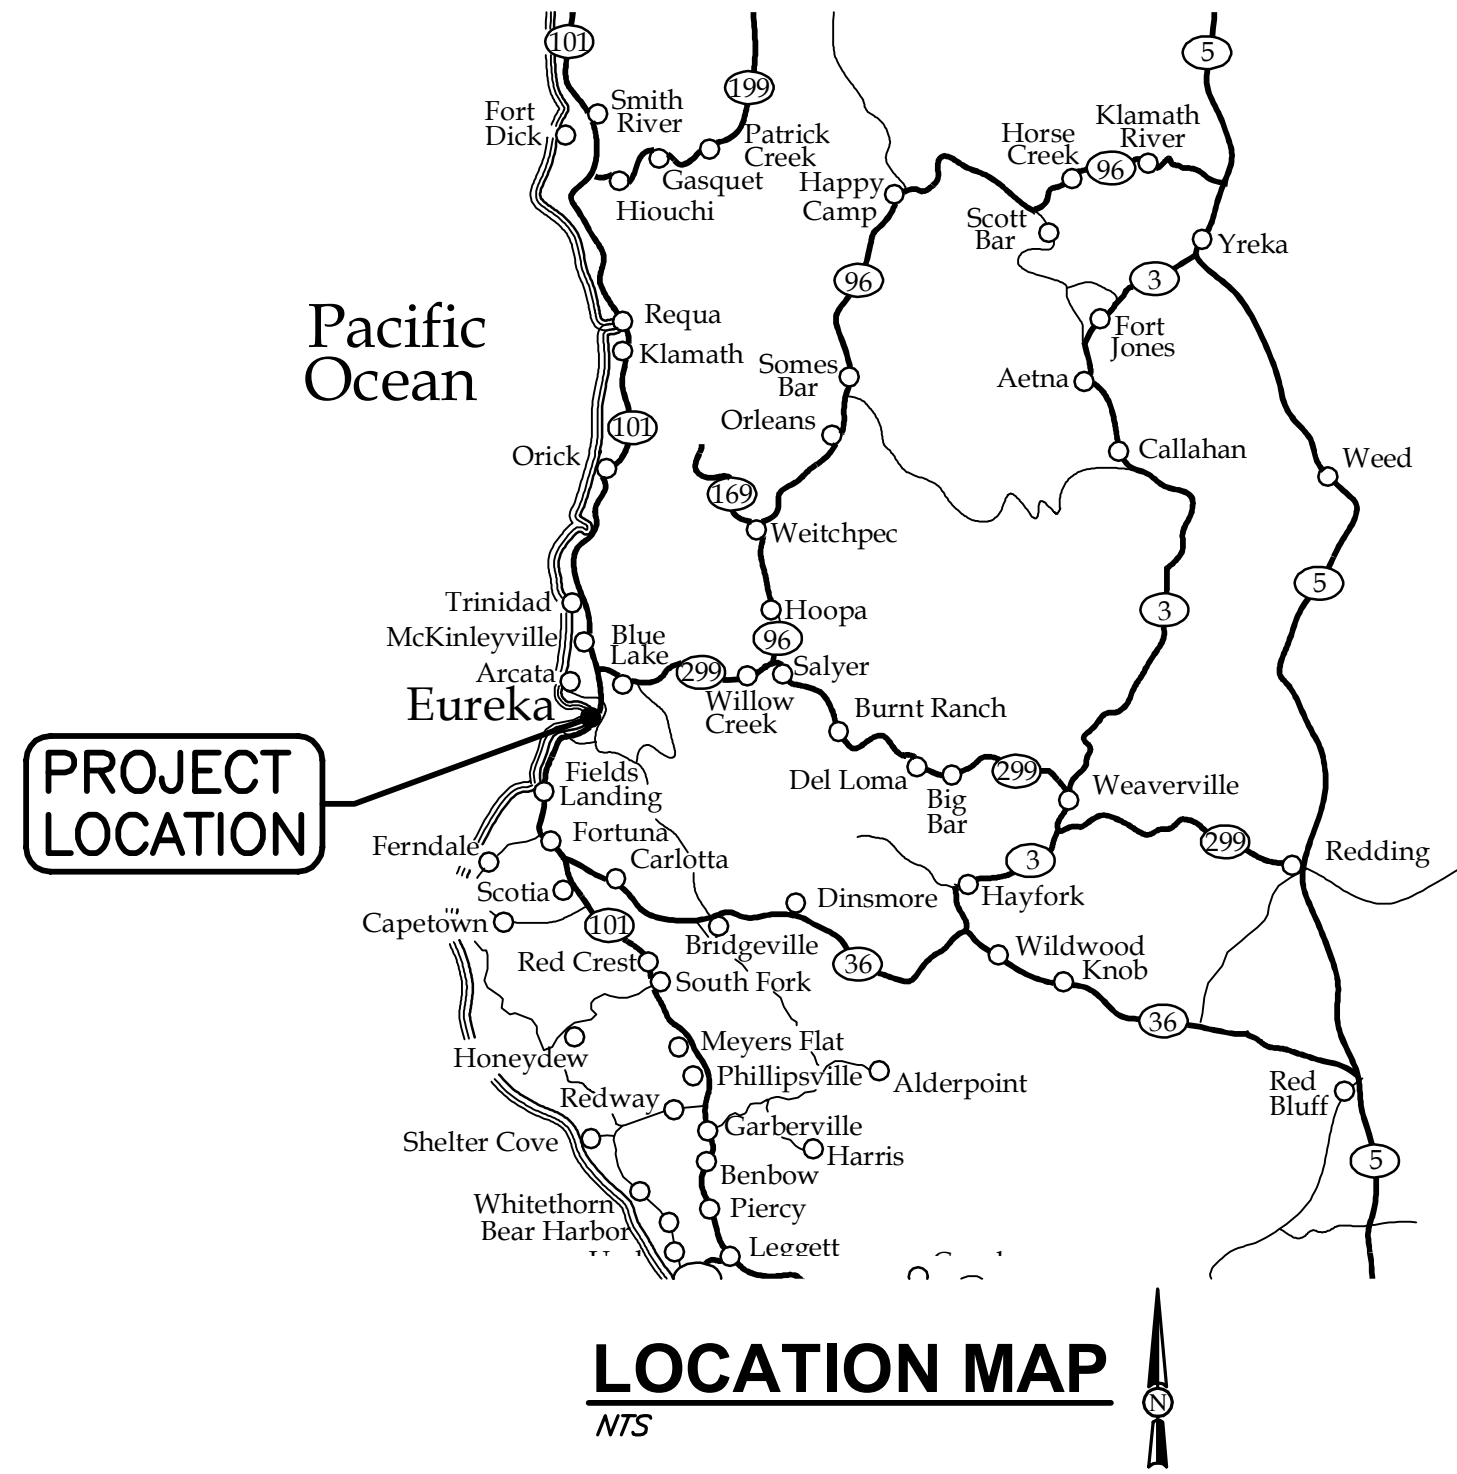 101
5
199
Fort
Dick
Smith
River
Patrick
Creek
Gasquet
Hiouchi
Happy
Camp
Horse
Creek
96
Klamath
River
Scott
Bar
Yreka
3
96
Pacific
Ocean
Requa
Klamath
Fort
Jones
Somes
Bar
Aetna
Orleans
101
Orick
Callahan
Weed
169
Weitchpec
5
Trinidad
Hoopa
3
McKinleyville
Blue
Lake
96
Arcata
299
Salyer
Eureka
Willow
Creek
Burnt Ranch
PROJECT
LOCATION
Fields
Landing
Del Loma
Big
Bar
299
Weaverville
Ferndale
Fortuna
Carlotta
3
299
Redding
Scotia
Dinsmore
Hayfork
Capetown
101
Bridgeville
36
Wildwood
Knob
Red Crest
South Fork
36
Honeydew
Meyers Flat
Phillipsville
Alderpoint
Red
Bluff
Redway
Shelter Cove
Garberville
Harris
5
Benbow
Whitethorn
Piercy
Bear Harbor
Leggett
LOCATION MAP
NTS
N